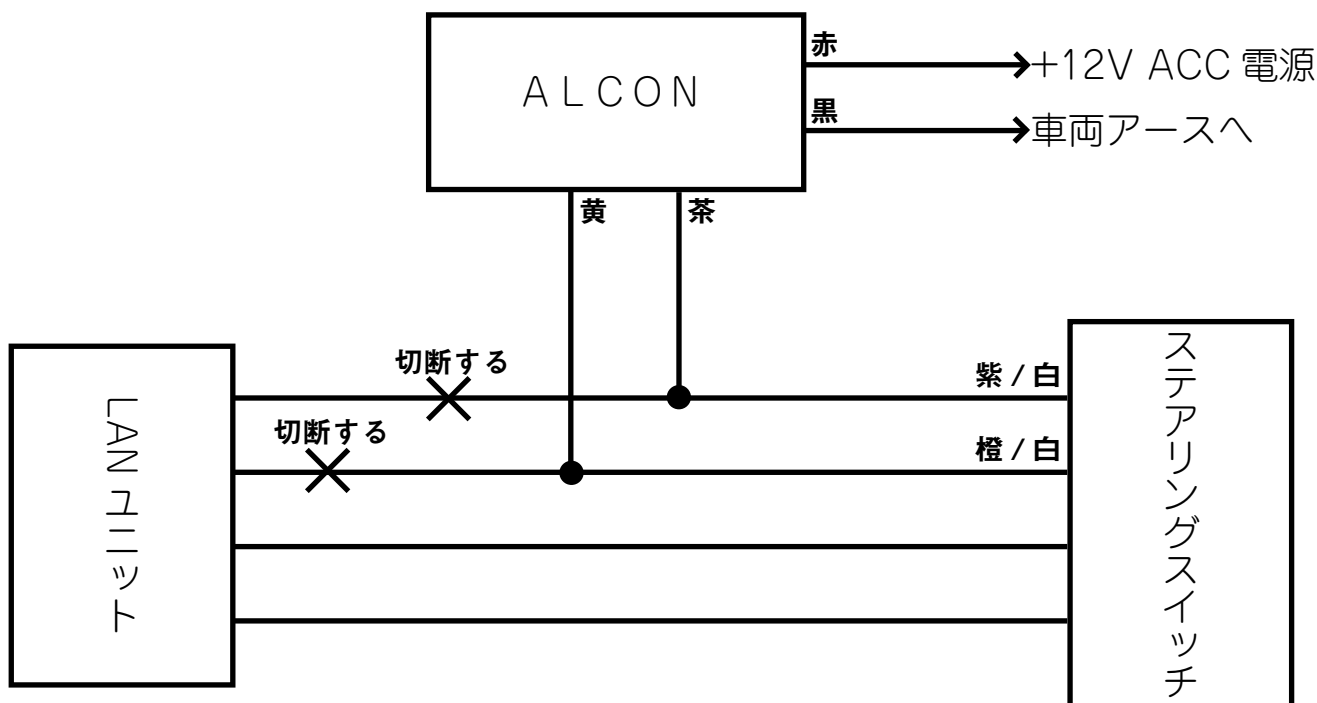 ALCON
赤
+12V ACC 電源
黒
車両アースへ
黄
茶
切断する
紫 / 白
切断する
橙 / 白
LAN ユニット
ステアリングスイッチ